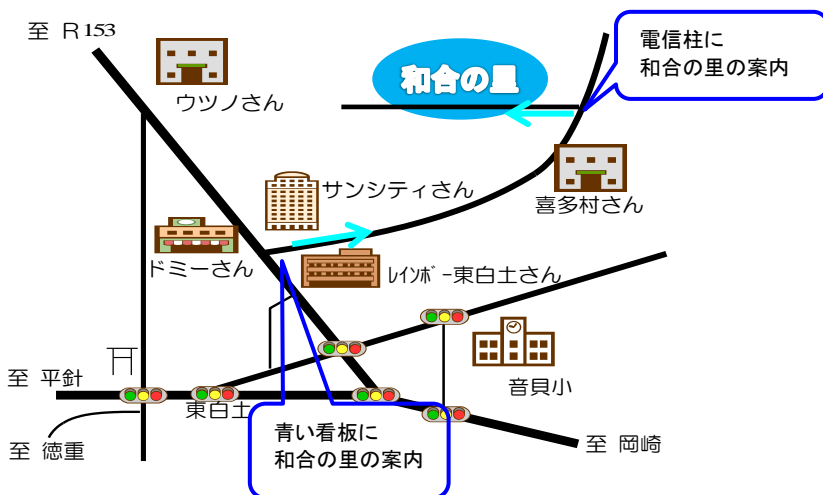 至 R153
ウツノさん
和合の里
電信柱に
和合の里の案内
サンシティさん
喜多村さん
ドミーさん
レインボー東白土さん
至 平針
東白土
音貝小
至 徳重
青い看板に
和合の里の案内
至 岡崎